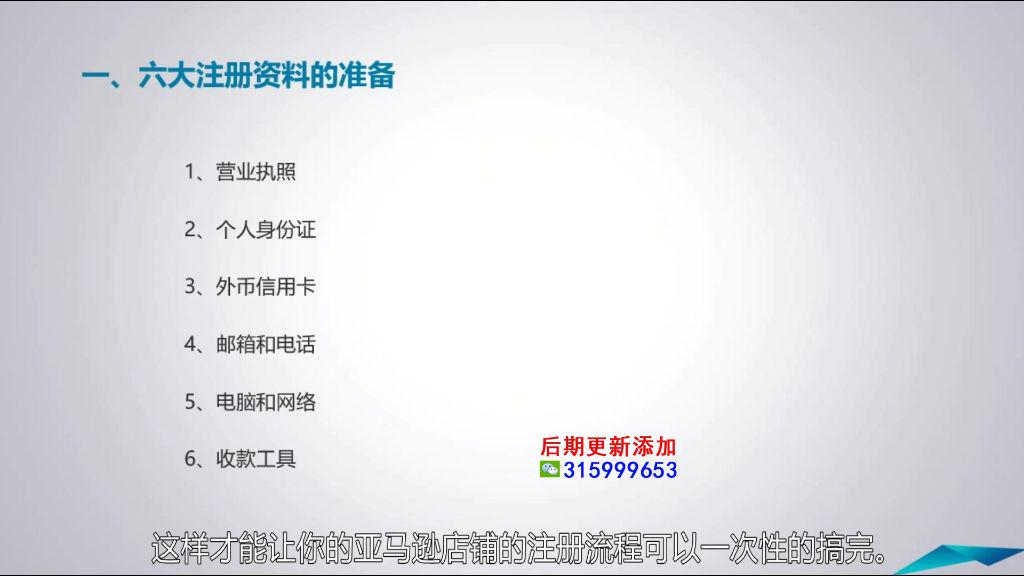 一、六大注册资料的准备
1、营业执照
2、个人身份证
3、外币信用卡
4、邮箱和电话
5、电脑和网络
6、收款工具
后期更新添加
315999653
这样才能让你的亚马逊店铺的注册流程可以一次性的搞完。